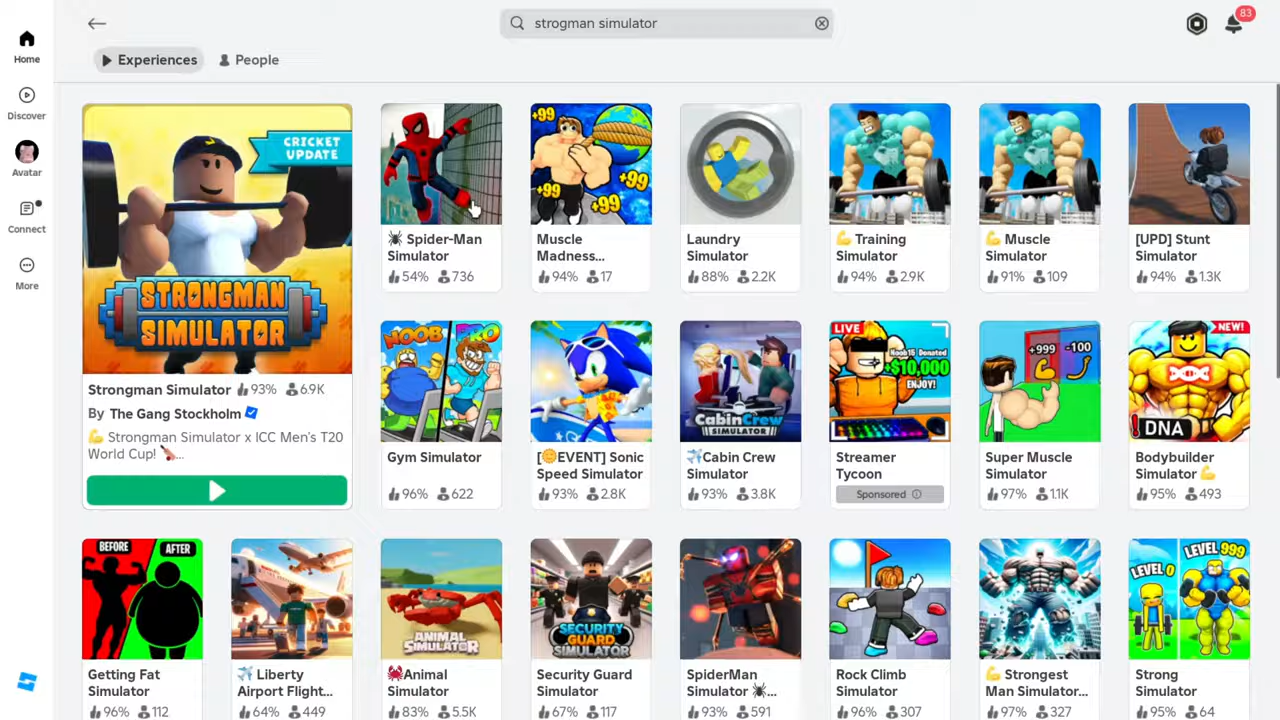 strogman simulator
83
Home
Discover
Avatar
Connect
More
Experiences
People
CRICKET
UPDATE
STRONGMAN
SIMULATOR
Strongman Simulator 93% 6.9K
By The Gang Stockholm
💪 Strongman Simulator x ICC Men's T20
World Cup! 🏏...
🕷 Spider-Man
Simulator
54% 736
+99
+99
+99
+99
Muscle
Madness...
94% 17
Laundry
Simulator
88% 2.2K
💪 Training
Simulator
94% 2.9K
💪 Muscle
Simulator
91% 109
[UPD] Stunt
Simulator
94% 1.3K
NOOB PRO
Gym Simulator
96% 622
[🌞EVENT] Sonic
Speed Simulator
93% 2.8K
CabinCrew
SIMULATOR
✈️Cabin Crew
Simulator
93% 3.8K
LIVE
Noob15 Donated
+$10,000
ENJOY!
Streamer
Tycoon
Sponsored
+999 -100
Super Muscle
Simulator
97% 1.1K
NEW!
! DNA
Bodybuilder
Simulator💪
95% 493
BEFORE AFTER
Getting Fat
Simulator
96% 112
✈️ Liberty
Airport Flight...
64% 449
ANIMAL
SIMULATOR
🦀Animal
Simulator
83% 5.5K
SECURITY
GUARD
SIMULATOR
Security Guard
Simulator
67% 117
SpiderMan
Simulator 🕷...
93% 591
Rock Climb
Simulator
96% 307
💪 Strongest
Man Simulator...
97% 327
LEVEL 0
LEVEL 999
Strong
Simulator
95% 64